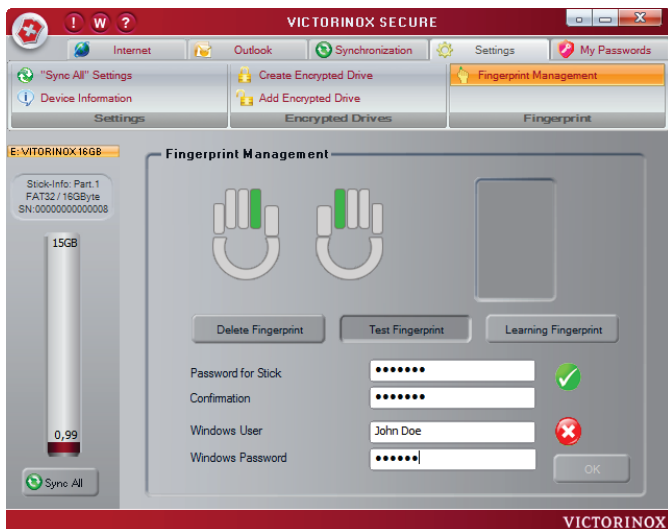 ! W ? VICTORINOX SECURE
Internet Outlook Synchronization Settings My Passwords
"Sync All" Settings Create Encrypted Drive Fingerprint Management
Device Information Add Encrypted Drive
Settings Encrypted Drives Fingerprint
E: VITORINOX 16GB
Fingerprint Management
Stick-Info: Part.1
FAT32 / 16GByte
SN:00000000000008
15GB
Delete Fingerprint Test Fingerprint Learning Fingerprint
Password for Stick •••••••
Confirmation •••••••
Windows User John Doe
Windows Password ••••••
0,99
OK
Sync All
VICTORINOX